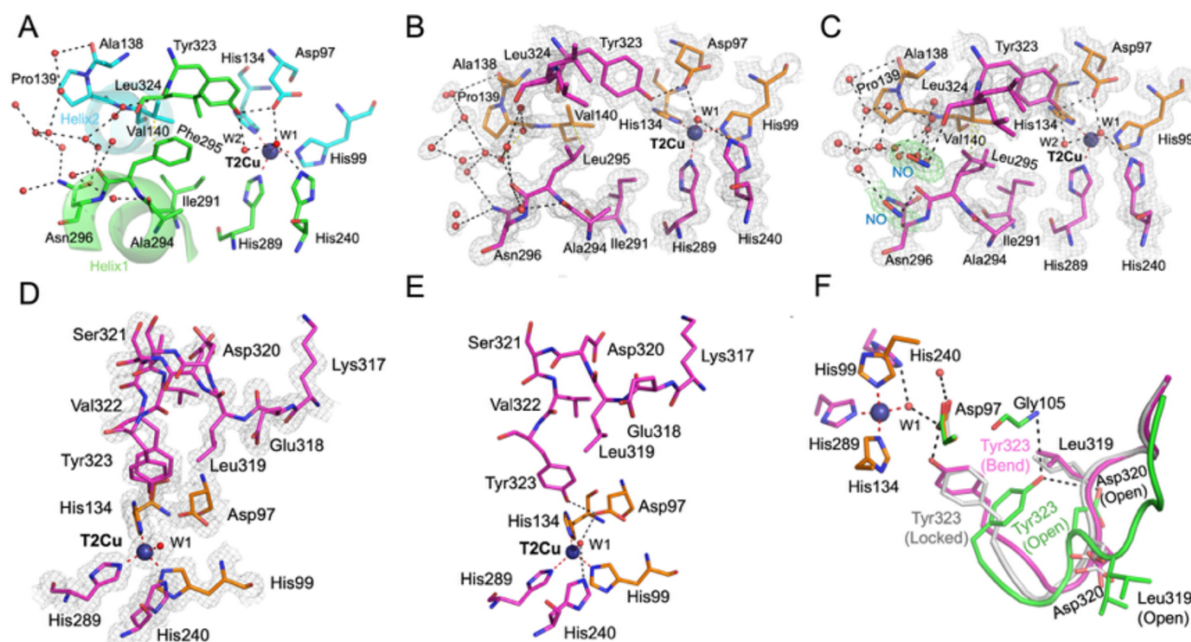 A
Ala138
Tyr323
His134
Asp97
Pro139
Leu324
Helix2
Val140
Phe295
W2
W1
T2Cu
His99
Ile291
Asn296
Ala294
His289
His240
Helix1
B
Leu324
Tyr323
Asp97
Ala138
Pro139
Val140
His134
W1
His99
T2Cu
Leu295
Asn296
Ala294
Ile291
His289
His240
C
Ala138
Leu324
Tyr323
Asp97
Pro139
His134
W1
His99
Val140
W2
T2Cu
NO
Leu295
NO
Ile291
Asn296
Ala294
His289
His240
D
Ser321
Asp320
Lys317
Val322
Glu318
Tyr323
Leu319
His134
Asp97
T2Cu
W1
His99
His289
His240
E
Ser321
Asp320
Lys317
Val322
Glu318
Leu319
Tyr323
His134
Asp97
T2Cu
W1
His289
His99
His240
F
His99
His240
Gly105
Asp97
W1
His289
Tyr323
(Bend)
Leu319
His134
Asp320
(Open)
Tyr323
(Locked)
Tyr323
(Open)
Asp320
Leu319
(Open)